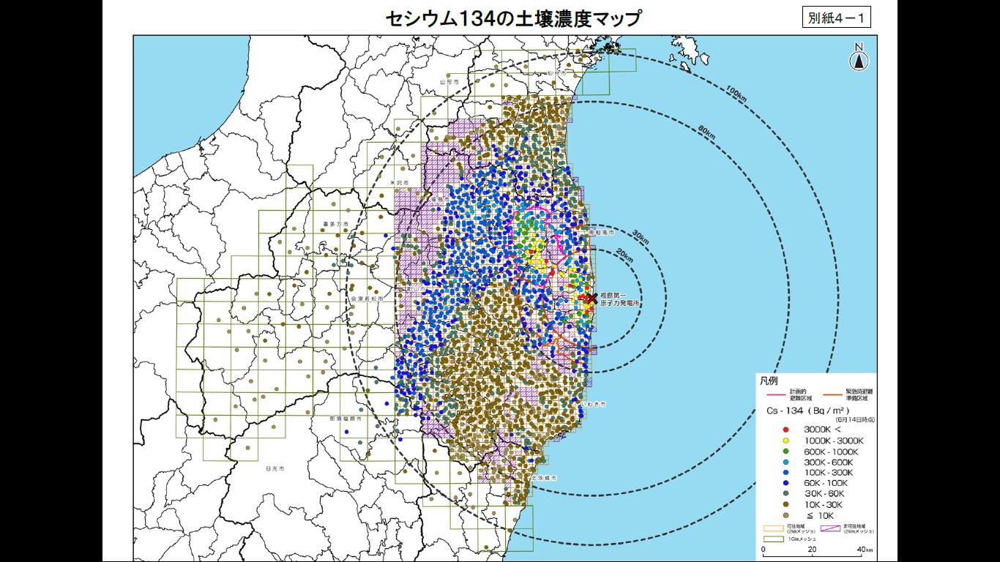 セシウム134の土壌濃度マップ
別紙4－1
N
100km
80km
30km
20km
仙台市
山形市
米沢市
福島市
喜多方市
南相馬市
郡山市
会津若松市
福島第一
原子力発電所
いわき市
那須塩原市
日光市
北茨城市
凡例
計画的
避難区域
緊急時避難
準備区域
Cs - 134 ( Bq / m² )
(6月14日時点)
3000K <
1000K - 3000K
600K - 1000K
300K - 600K
100K - 300K
60K - 100K
30K - 60K
10K - 30K
≦ 10K
可住地域
(2kmメッシュ)
非可住地域
(2kmメッシュ)
10kmメッシュ
0 20 40km